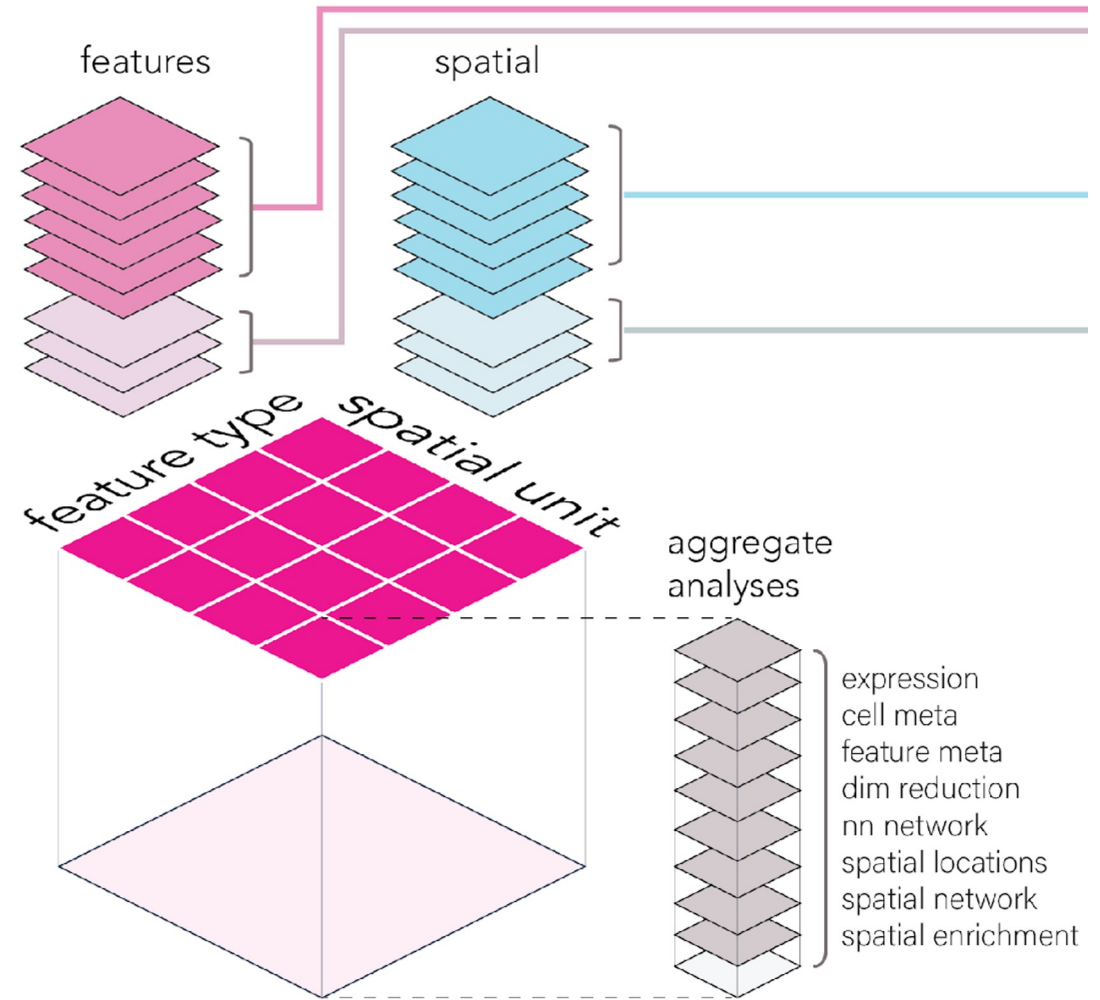 features
spatial
feature type
spatial unit
aggregate
analyses
expression
cell meta
feature meta
dim reduction
nn network
spatial locations
spatial network
spatial enrichment